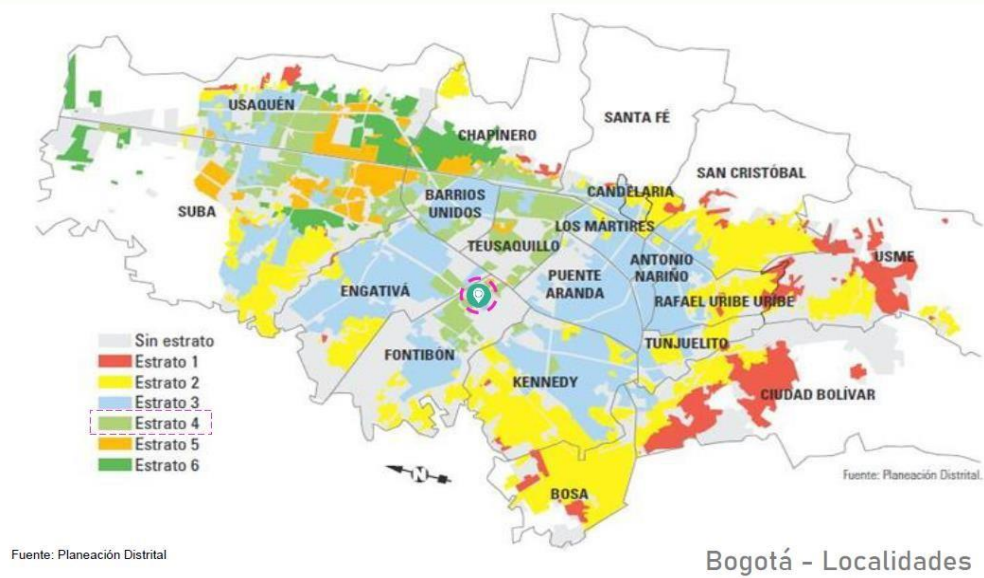 USAQUÉN
CHAPINERO
SANTA FÉ
SAN CRISTÓBAL
CANDELARIA
BARRIOS
UNIDOS
SUBA
LOS MÁRTIRES
TEUSAQUILLO
ANTONIO
NARIÑO
USME
PUENTE
ARANDA
ENGATIVÁ
RAFAEL URIBE URIBE
TUNJUELITO
FONTIBÓN
KENNEDY
CIUDAD BOLÍVAR
BOSA
Sin estrato
Estrato 1
Estrato 2
Estrato 3
Estrato 4
Estrato 5
Estrato 6
N
Fuente: Planeación Distrital.
Fuente: Planeación Distrital
Bogotá - Localidades